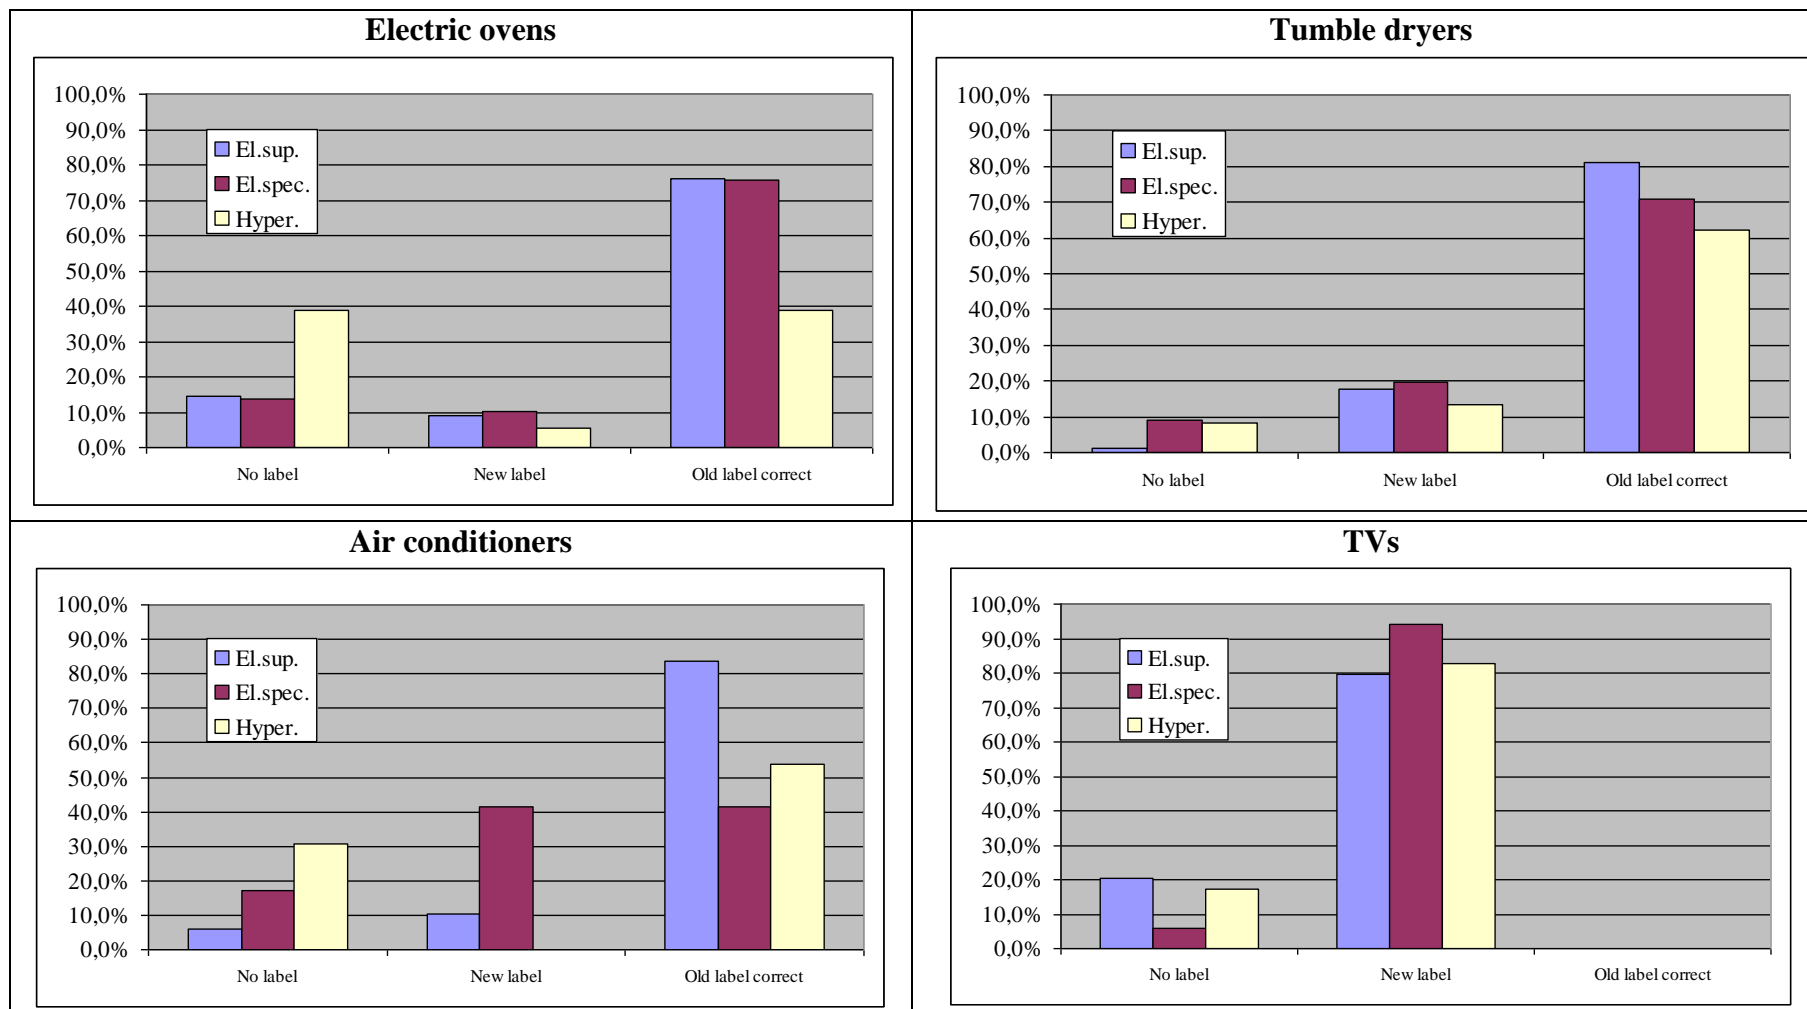 Electric ovens
100,0%
90,0%
80,0%
70,0%
60,0%
50,0%
40,0%
30,0%
20,0%
10,0%
0,0%
El.sup.
El.spec.
Hyper.
No label New label Old label correct
Tumble dryers
100,0%
90,0%
80,0%
70,0%
60,0%
50,0%
40,0%
30,0%
20,0%
10,0%
0,0%
El.sup.
El.spec.
Hyper.
No label New label Old label correct
Air conditioners
100,0%
90,0%
80,0%
70,0%
60,0%
50,0%
40,0%
30,0%
20,0%
10,0%
0,0%
El.sup.
El.spec.
Hyper.
No label New label Old label correct
TVs
100,0%
90,0%
80,0%
70,0%
60,0%
50,0%
40,0%
30,0%
20,0%
10,0%
0,0%
El.sup.
El.spec.
Hyper.
No label New label Old label correct